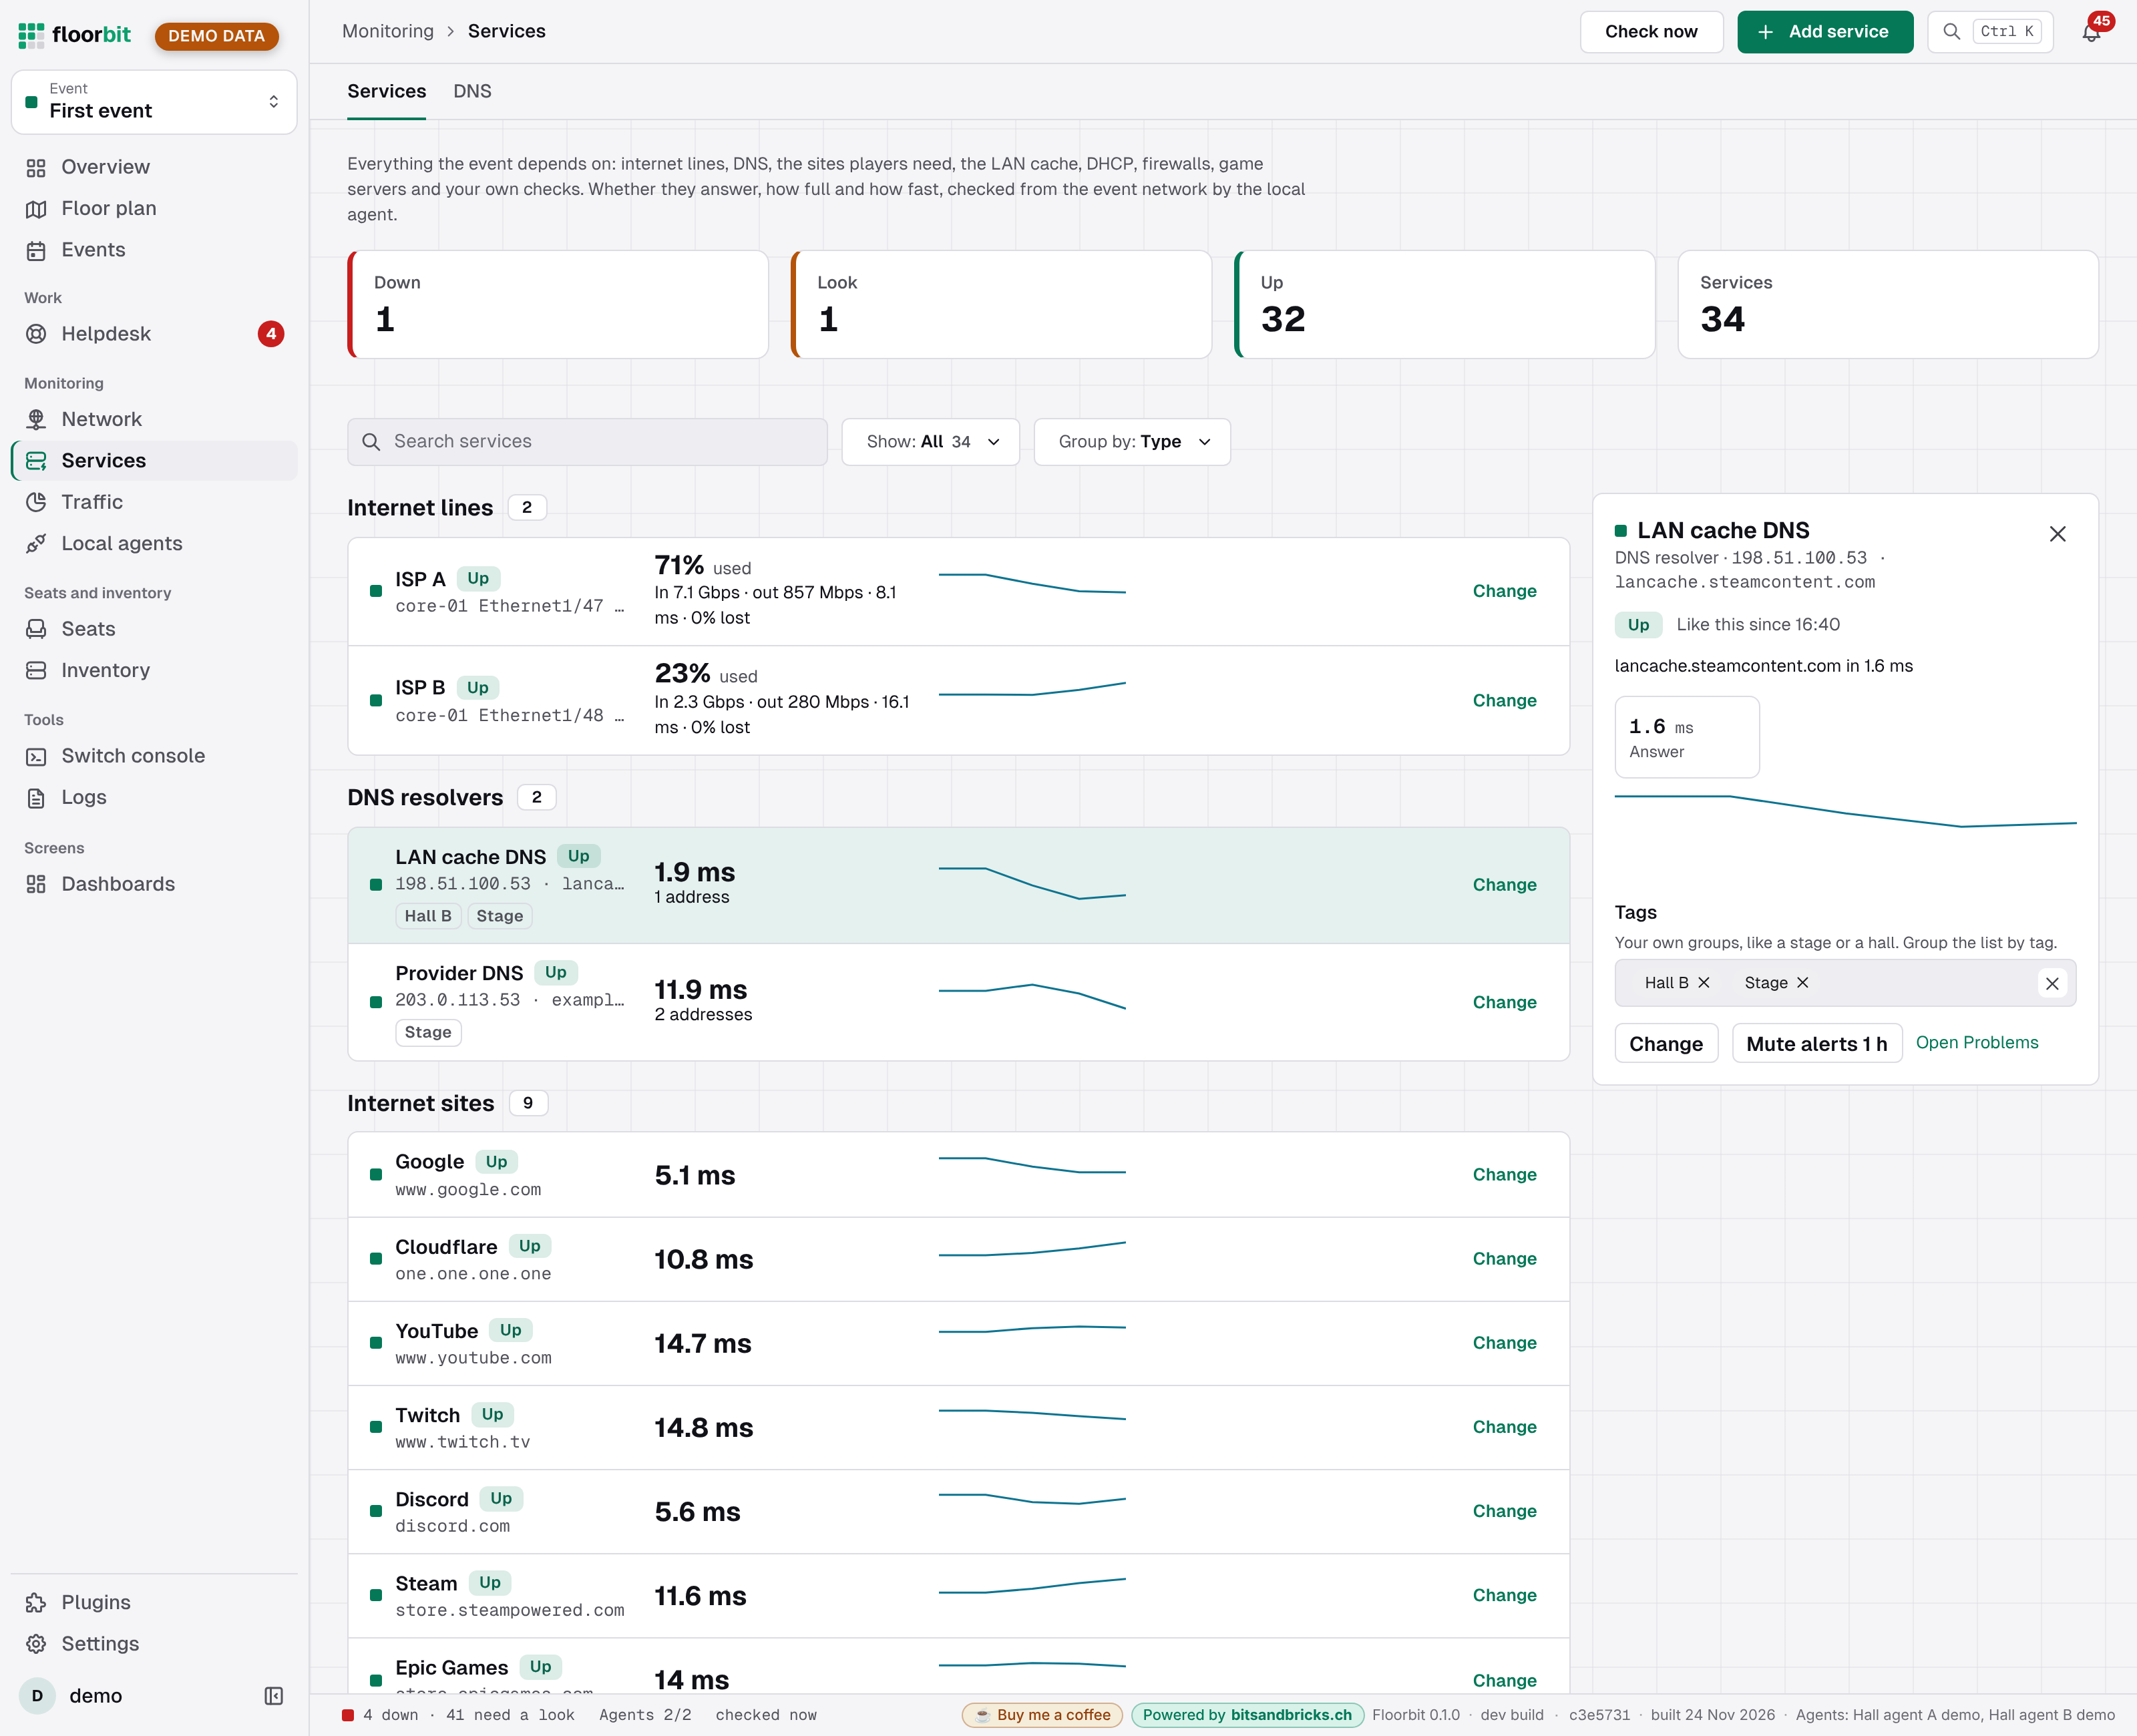 floorbit
DEMO DATA
Event
First event
Overview
Floor plan
Events
Work
Helpdesk
4
Monitoring
Network
Services
Traffic
Local agents
Seats and inventory
Seats
Inventory
Tools
Switch console
Logs
Screens
Dashboards
Plugins
Settings
D
demo
Monitoring
Services
Check now
Add service
Ctrl K
45
Services
DNS
Everything the event depends on: internet lines, DNS, the sites players need, the LAN cache, DHCP, firewalls, game
servers and your own checks. Whether they answer, how full and how fast, checked from the event network by the local
agent.
Down
1
Look
1
Up
32
Services
34
Search services
Show: All 34
Group by: Type
Internet lines 2
ISP A Up
core-01 Ethernet1/47 …
71% used
In 7.1 Gbps · out 857 Mbps · 8.1
ms · 0% lost
Change
ISP B Up
core-01 Ethernet1/48 …
23% used
In 2.3 Gbps · out 280 Mbps · 16.1
ms · 0% lost
Change
DNS resolvers 2
LAN cache DNS Up
198.51.100.53 · lanca…
Hall B Stage
1.9 ms
1 address
Change
Provider DNS Up
203.0.113.53 · exampl…
Stage
11.9 ms
2 addresses
Change
Internet sites 9
Google Up
www.google.com
5.1 ms
Change
Cloudflare Up
one.one.one.one
10.8 ms
Change
YouTube Up
www.youtube.com
14.7 ms
Change
Twitch Up
www.twitch.tv
14.8 ms
Change
Discord Up
discord.com
5.6 ms
Change
Steam Up
store.steampowered.com
11.6 ms
Change
Epic Games Up
store.epicgames.com
14 ms
Change
LAN cache DNS
DNS resolver · 198.51.100.53 ·
lancache.steamcontent.com
Up Like this since 16:40
lancache.steamcontent.com in 1.6 ms
1.6 ms
Answer
Tags
Your own groups, like a stage or a hall. Group the list by tag.
Hall B
Stage
Change
Mute alerts 1 h
Open Problems
4 down · 41 need a look Agents 2/2 checked now
Buy me a coffee
Powered by bitsandbricks.ch
Floorbit 0.1.0 · dev build · c3e5731 · built 24 Nov 2026 · Agents: Hall agent A demo, Hall agent B demo